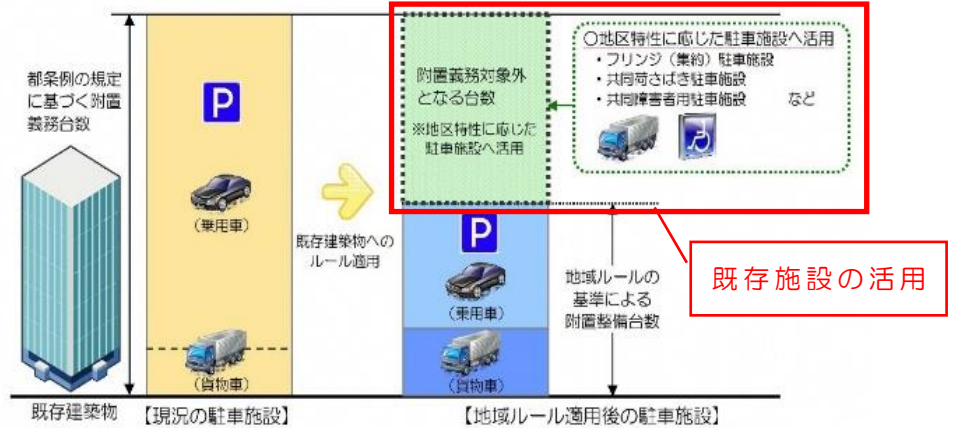 都条例の規定
に基づく附置
義務台数
P
(乗用車)
(貨物車)
既存建築物
【現況の駐車施設】
既存建築物への
ルール適用
附置義務対象外
となる台数
※地区特性に応じた
駐車施設へ活用
P
(乗用車)
(貨物車)
【地域ルール適用後の駐車施設】
○地区特性に応じた駐車施設へ活用
・フリンジ(集約)駐車施設
・共同荷さばき駐車施設
・共同障害者用駐車施設 など
地域ルールの
基準による
附置整備台数
既存施設の活用